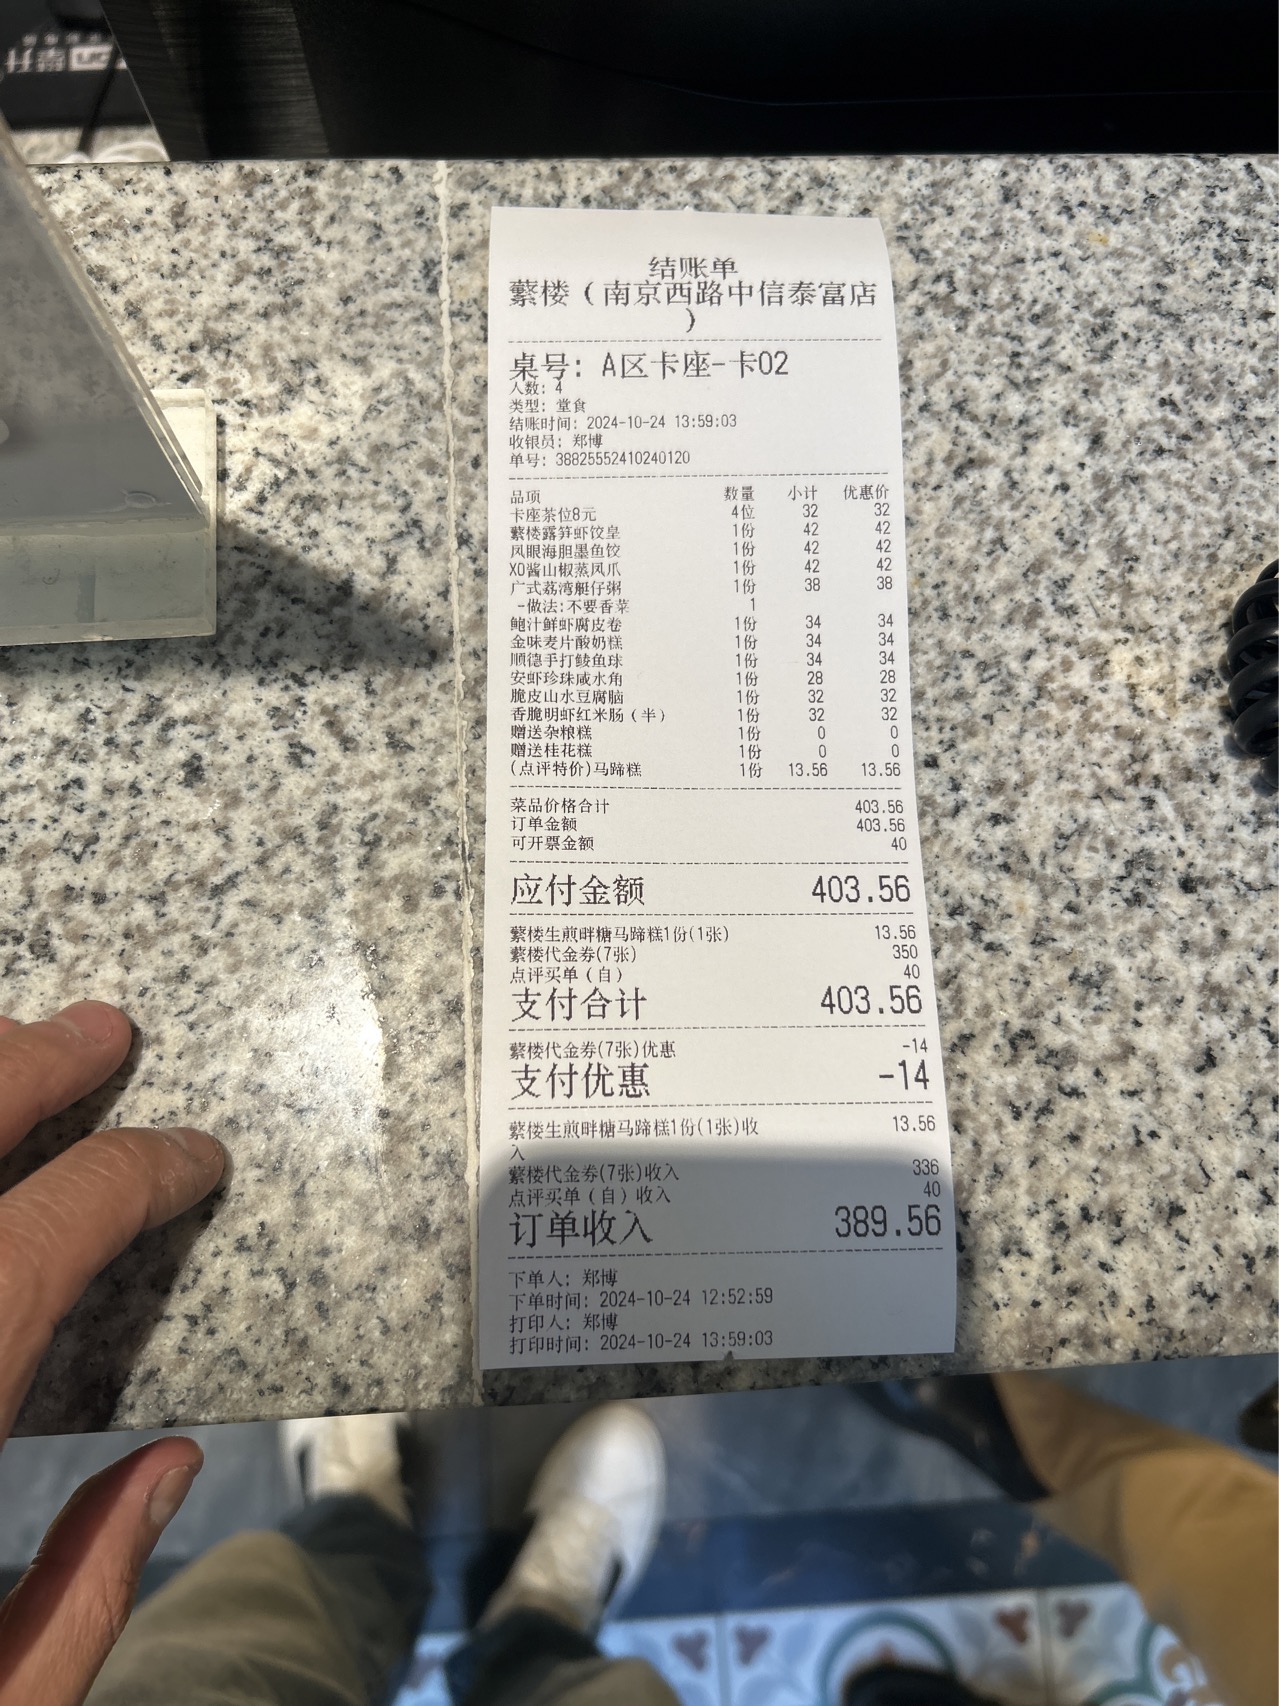 结账单
蘩楼（南京西路中信泰富店
）
桌号: A区卡座-卡02
人数: 4
类型: 堂食
结账时间: 2024-10-24 13:59:03
收银员: 郑博
单号: 38825552410240120
品项 数量 小计 优惠价
卡座茶位8元 4位 32 32
蘩楼露笋虾饺皇 1份 42 42
凤眼海胆墨鱼饺 1份 42 42
XO酱山椒蒸凤爪 1份 42 42
广式荔湾艇仔粥 1份 38 38
-做法:不要香菜 1
鲍汁鲜虾腐皮卷 1份 34 34
金味麦片酸奶糕 1份 34 34
顺德手打鲮鱼球 1份 34 34
安虾珍珠咸水角 1份 28 28
脆皮山水豆腐脑 1份 32 32
香脆明虾红米肠（半） 1份 32 32
赠送杂粮糕 1份 0 0
赠送桂花糕 1份 0 0
(点评特价)马蹄糕 1份 13.56 13.56
菜品价格合计 403.56
订单金额 403.56
可开票金额 40
应付金额 403.56
蘩楼生煎畔糖马蹄糕1份(1张) 13.56
蘩楼代金券(7张) 350
点评买单（自） 40
支付合计 403.56
蘩楼代金券(7张)优惠 -14
支付优惠 -14
蘩楼生煎畔糖马蹄糕1份(1张)收 13.56
入
蘩楼代金券(7张)收入 336
点评买单（自）收入 40
订单收入 389.56
下单人: 郑博
下单时间: 2024-10-24 12:52:59
打印人: 郑博
打印时间: 2024-10-24 13:59:03